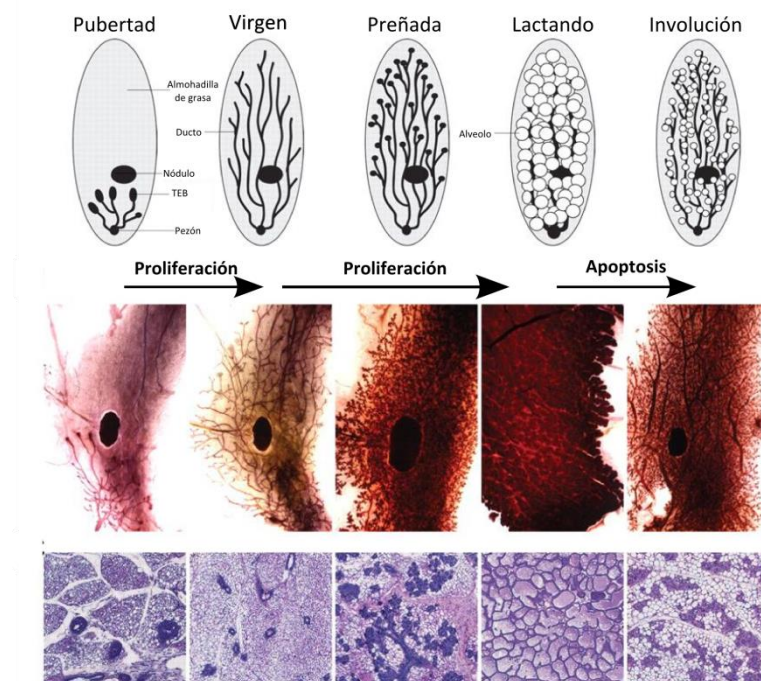 Pubertad
Virgen
Preñada
Lactando
Involución
Almohadilla
de grasa
Ducto
Nódulo
TEB
Pezón
Alveolo
Proliferación
Proliferación
Apoptosis